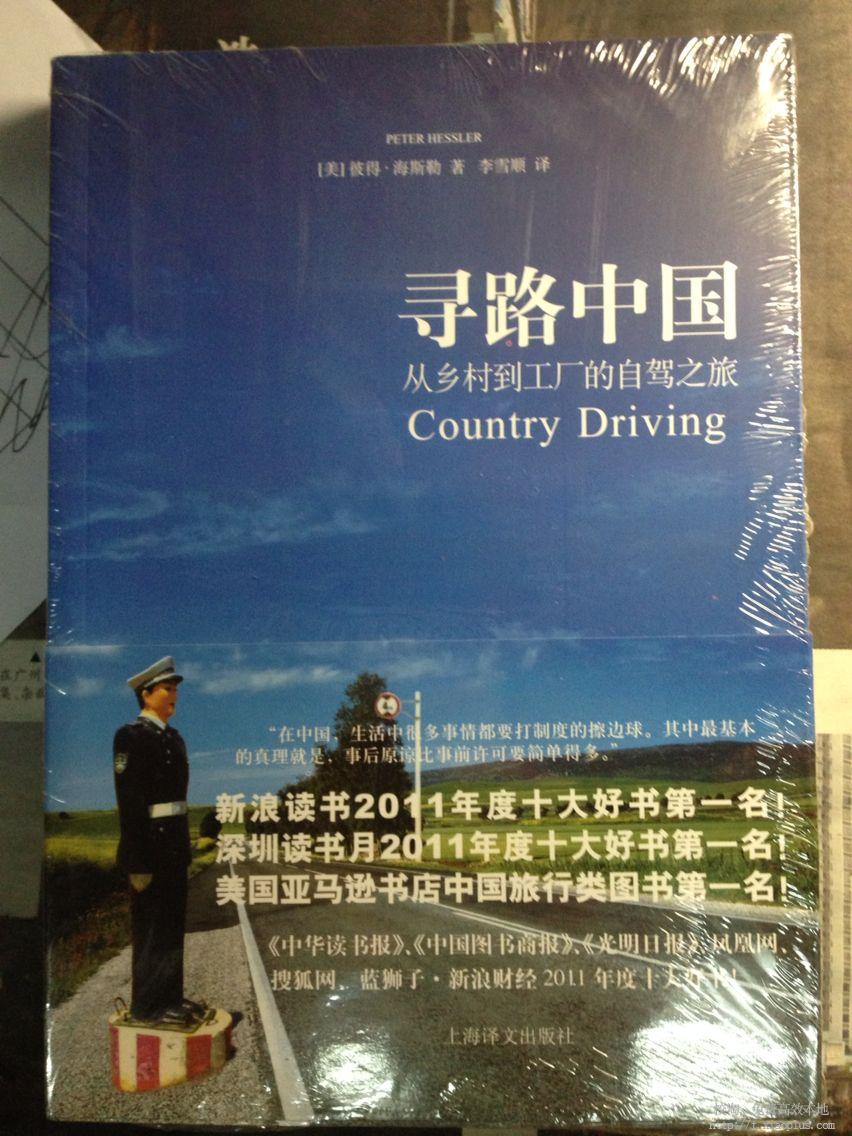 PETER HESSLER
[美]彼得·海斯勒 著 李雪顺 译
寻路中国
从乡村到工厂的自驾之旅
Country Driving
“在中国，生活中很多事情都要打制度的擦边球。其中最基本
的真理就是，事后原谅比事前许可要简单得多。”
新浪读书2011年度十大好书第一名！
深圳读书月2011年度十大好书第一名！
美国亚马逊书店中国旅行类图书第一名！
《中华读书报》、《中国图书商报》、《光明日报》、凤凰网、
搜狐网、蓝狮子·新浪财经2011年度十大好书！
上海译文出版社
在广州